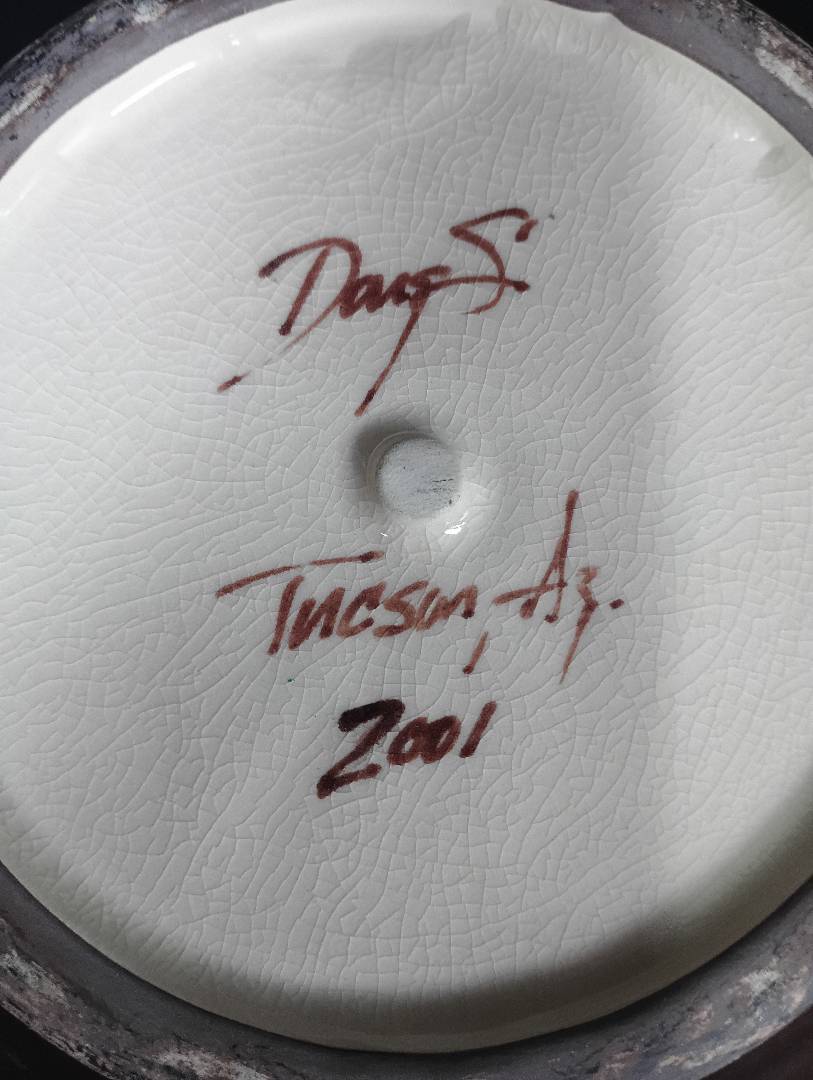 Doug S.
Tucson, Az.
2001